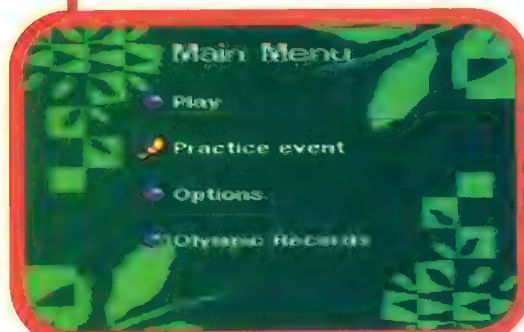 Main Menu
Play
Practice event
Options
Olympic Records